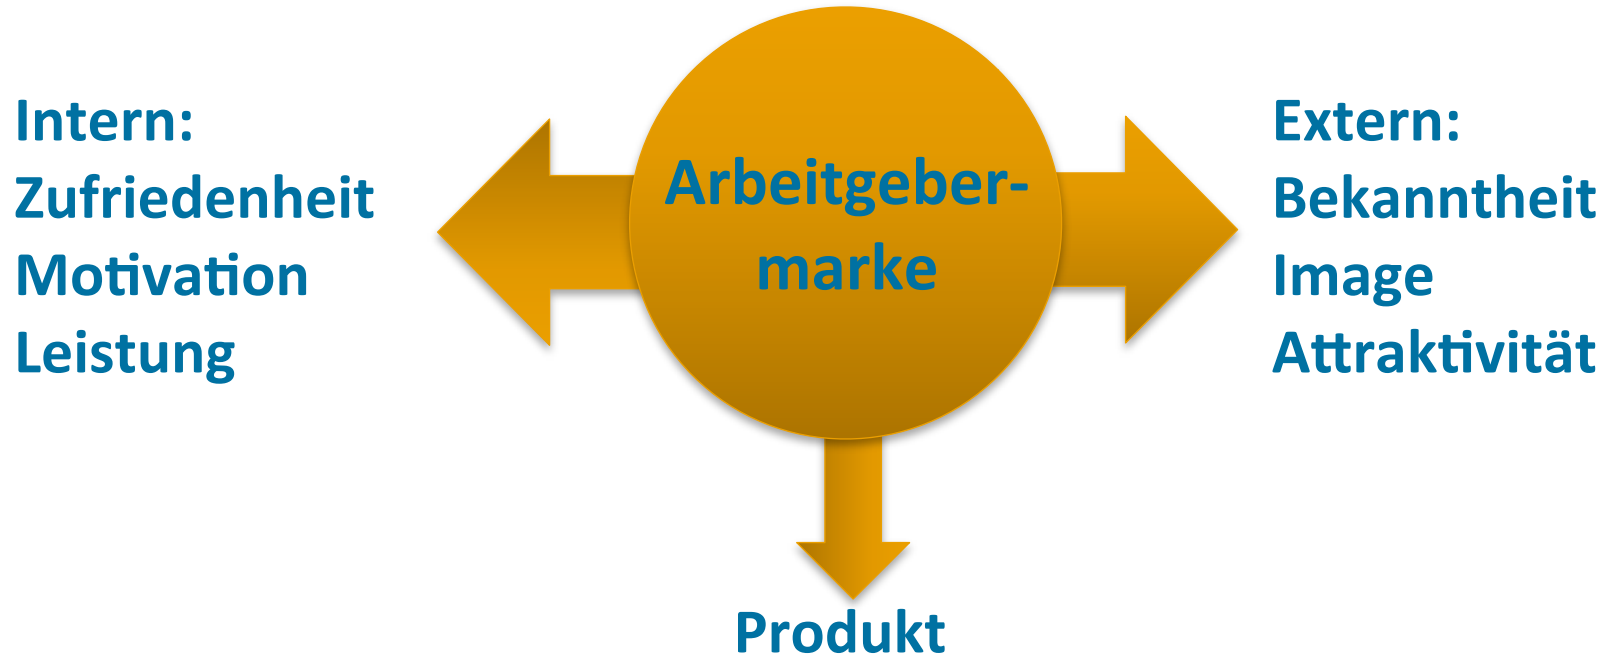 Intern:
Zufriedenheit
Motivation
Leistung
Arbeitgeber-
marke
Extern:
Bekanntheit
Image
Attraktivität
Produkt